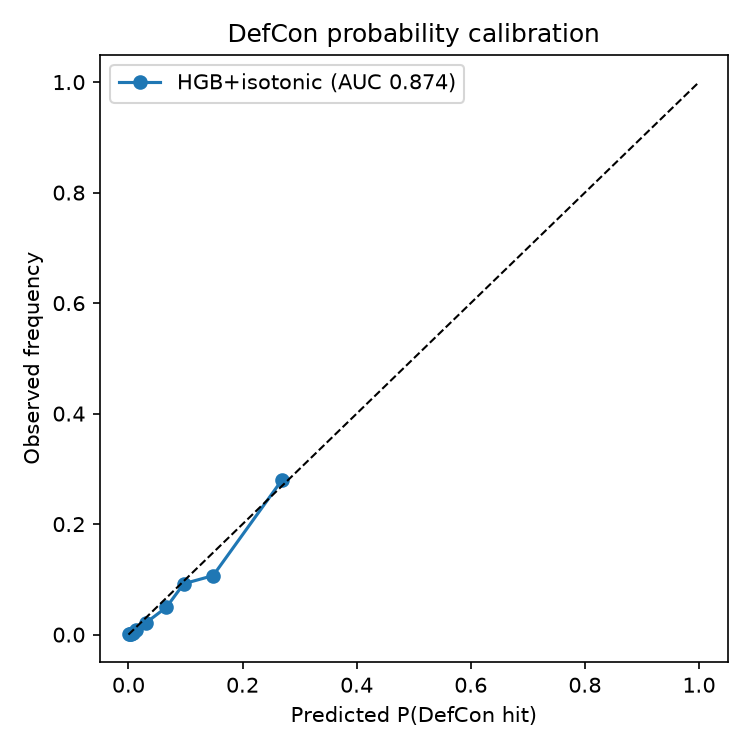 DefCon probability calibration
HGB+isotonic (AUC 0.874)
1.0
0.8
0.6
0.4
0.2
0.0
Observed frequency
0.0 0.2 0.4 0.6 0.8 1.0
Predicted P(DefCon hit)